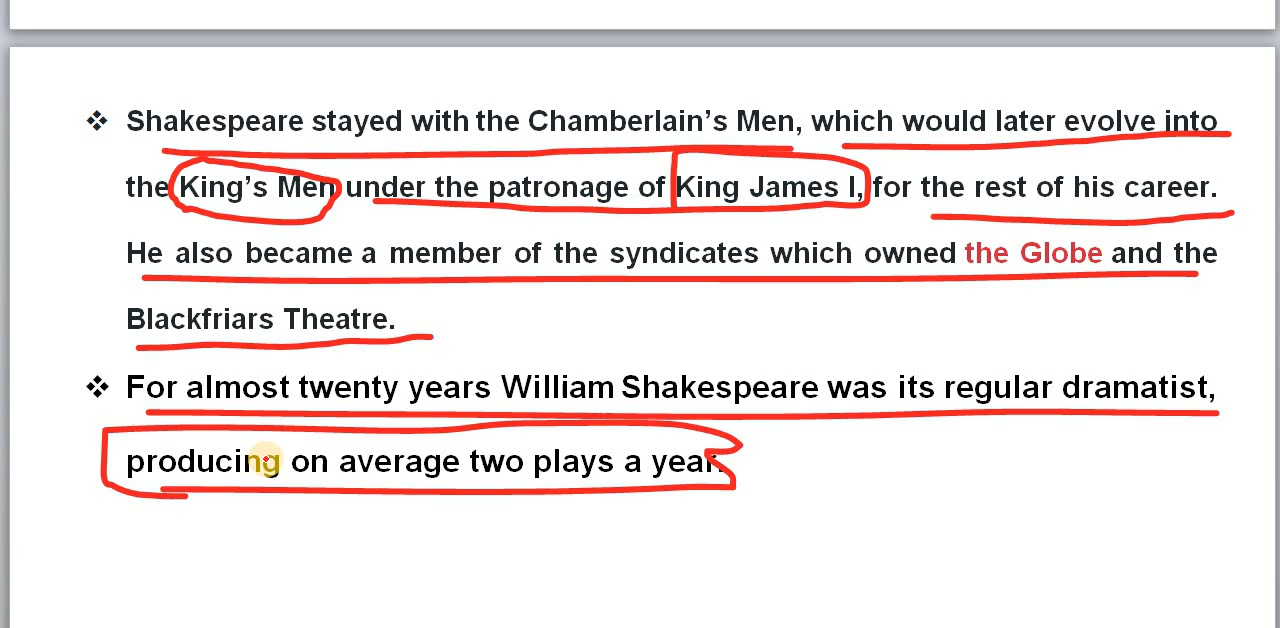 ❖ Shakespeare stayed with the Chamberlain's Men, which would later evolve into
the King's Men under the patronage of King James I, for the rest of his career.
He also became a member of the syndicates which owned the Globe and the
Blackfriars Theatre.
❖ For almost twenty years William Shakespeare was its regular dramatist,
producing on average two plays a year.